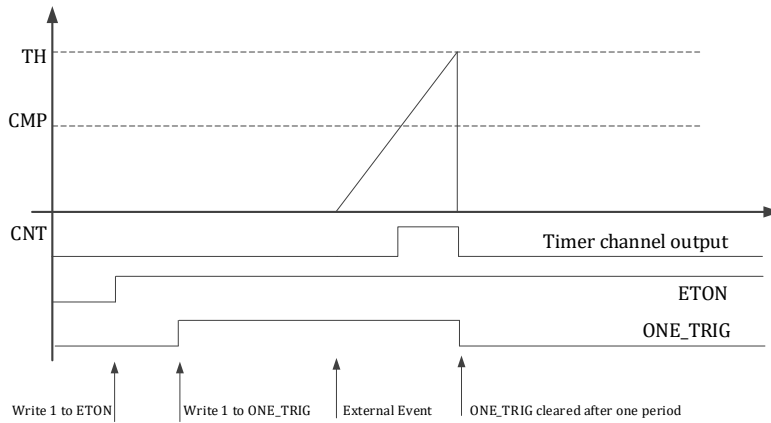 TH
CMP
CNT
Timer channel output
ETON
ONE_TRIG
Write 1 to ETON
Write 1 to ONE_TRIG
External Event
ONE_TRIG cleared after one period